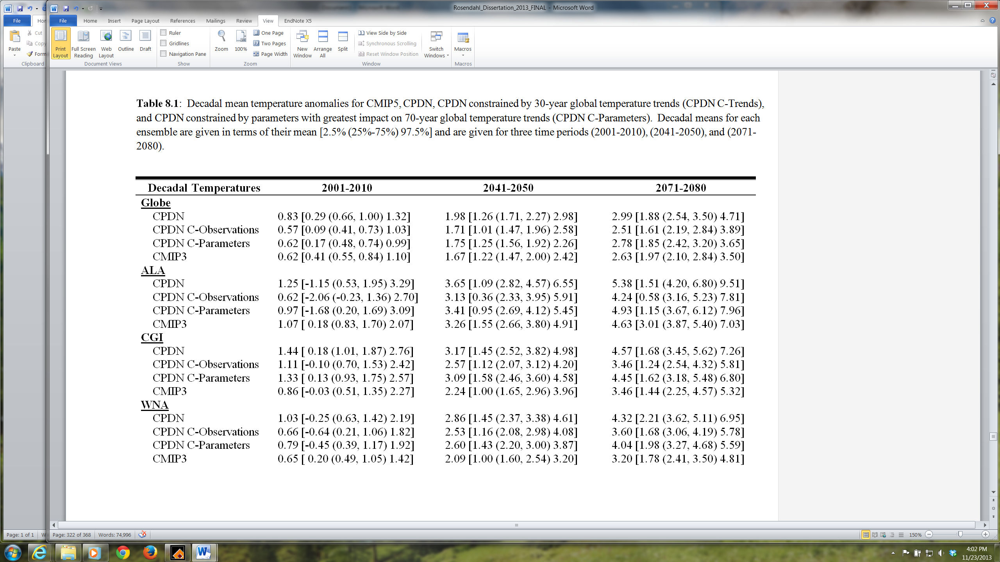 Rosendahl_Dissertation_2013_FINAL - Microsoft Word
File
File Home Insert Page Layout References Mailings Review View EndNote X5
Cut
Copy
Paste
Clipboard
Print Layout
Full Screen Reading
Web Layout
Outline
Draft
Document Views
Ruler
Gridlines
Navigation Pane
Show
Zoom
100%
One Page
Two Pages
Page Width
Zoom
New Window
Arrange All
Split
View Side by Side
Synchronous Scrolling
Reset Window Position
Switch Windows
Window
Macros
Macros
Table 8.1: Decadal mean temperature anomalies for CMIP5, CPDN, CPDN constrained by 30-year global temperature trends (CPDN C-Trends),
and CPDN constrained by parameters with greatest impact on 70-year global temperature trends (CPDN C-Parameters). Decadal means for each
ensemble are given in terms of their mean [2.5% (25%-75%) 97.5%] and are given for three time periods (2001-2010), (2041-2050), and (2071-
2080).
Decadal Temperatures 2001-2010 2041-2050 2071-2080
Globe
CPDN 0.83 [0.29 (0.66, 1.00) 1.32] 1.98 [1.26 (1.71, 2.27) 2.98] 2.99 [1.88 (2.54, 3.50) 4.71]
CPDN C-Observations 0.57 [0.09 (0.41, 0.73) 1.03] 1.71 [1.01 (1.47, 1.96) 2.58] 2.51 [1.61 (2.19, 2.84) 3.89]
CPDN C-Parameters 0.62 [0.17 (0.48, 0.74) 0.99] 1.75 [1.25 (1.56, 1.92) 2.26] 2.78 [1.85 (2.42, 3.20) 3.65]
CMIP3 0.62 [0.41 (0.55, 0.84) 1.10] 1.67 [1.22 (1.47, 2.00) 2.42] 2.63 [1.97 (2.10, 2.84) 3.50]
ALA
CPDN 1.25 [-1.15 (0.53, 1.95) 3.29] 3.65 [1.09 (2.82, 4.57) 6.55] 5.38 [1.51 (4.20, 6.80) 9.51]
CPDN C-Observations 0.62 [-2.06 (-0.23, 1.36) 2.70] 3.13 [0.36 (2.33, 3.95) 5.91] 4.24 [0.58 (3.16, 5.23) 7.81]
CPDN C-Parameters 0.97 [-1.68 (0.20, 1.69) 3.09] 3.41 [0.95 (2.69, 4.12) 5.45] 4.93 [1.15 (3.67, 6.12) 7.96]
CMIP3 1.07 [ 0.18 (0.83, 1.70) 2.07] 3.26 [1.55 (2.66, 3.80) 4.91] 4.63 [3.01 (3.87, 5.40) 7.03]
CGI
CPDN 1.44 [ 0.18 (1.01, 1.87) 2.76] 3.17 [1.45 (2.52, 3.82) 4.98] 4.57 [1.68 (3.45, 5.62) 7.26]
CPDN C-Observations 1.11 [-0.10 (0.70, 1.53) 2.42] 2.57 [1.12 (2.07, 3.12) 4.20] 3.46 [1.24 (2.54, 4.32) 5.81]
CPDN C-Parameters 1.33 [ 0.13 (0.93, 1.75) 2.57] 3.09 [1.58 (2.46, 3.60) 4.58] 4.45 [1.62 (3.18, 5.48) 6.80]
CMIP3 0.86 [-0.03 (0.51, 1.35) 2.27] 2.24 [1.00 (1.65, 2.96) 3.96] 3.46 [1.44 (2.25, 4.57) 5.32]
WNA
CPDN 1.03 [-0.25 (0.63, 1.42) 2.19] 2.86 [1.45 (2.37, 3.38) 4.61] 4.32 [2.21 (3.62, 5.11) 6.95]
CPDN C-Observations 0.66 [-0.64 (0.21, 1.06) 1.82] 2.53 [1.16 (2.08, 2.98) 4.08] 3.60 [1.68 (3.06, 4.19) 5.78]
CPDN C-Parameters 0.79 [-0.45 (0.39, 1.17) 1.92] 2.60 [1.43 (2.20, 3.00) 3.87] 4.04 [1.98 (3.27, 4.68) 5.59]
CMIP3 0.65 [ 0.20 (0.49, 1.05) 1.42] 2.09 [1.00 (1.60, 2.54) 3.20] 3.20 [1.78 (2.41, 3.50) 4.81]
Page: 1 of 1 Page: 322 of 368 Words: 74,996 150%
4:02 PM
11/23/2013